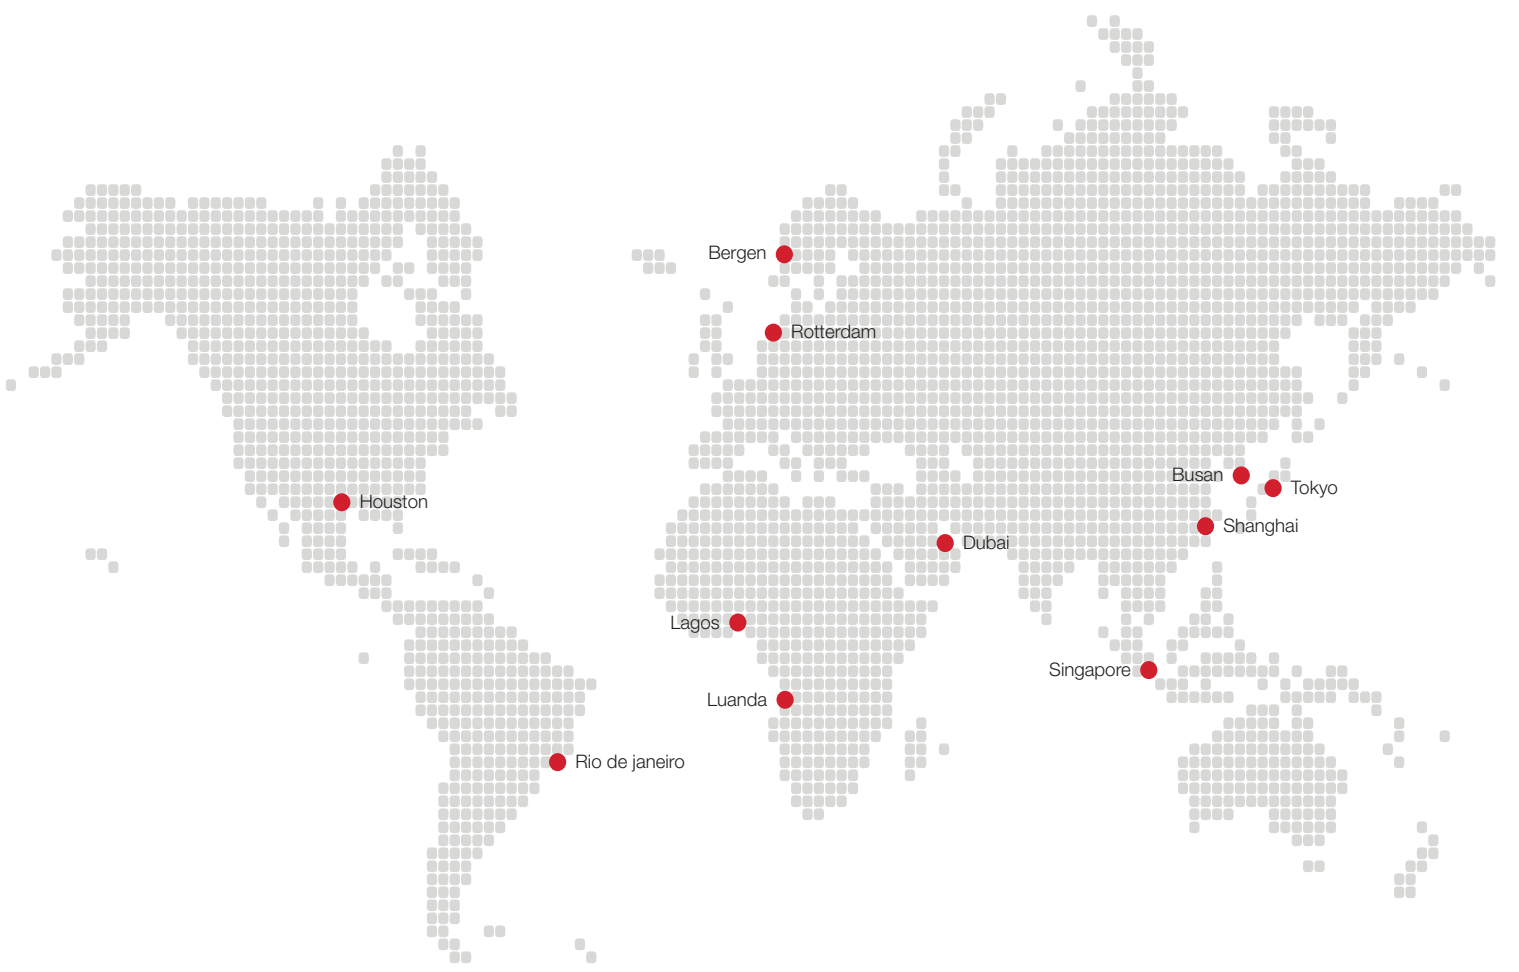 Bergen
Rotterdam
Busan
Tokyo
Houston
Shanghai
Dubai
Lagos
Singapore
Luanda
Rio de janeiro